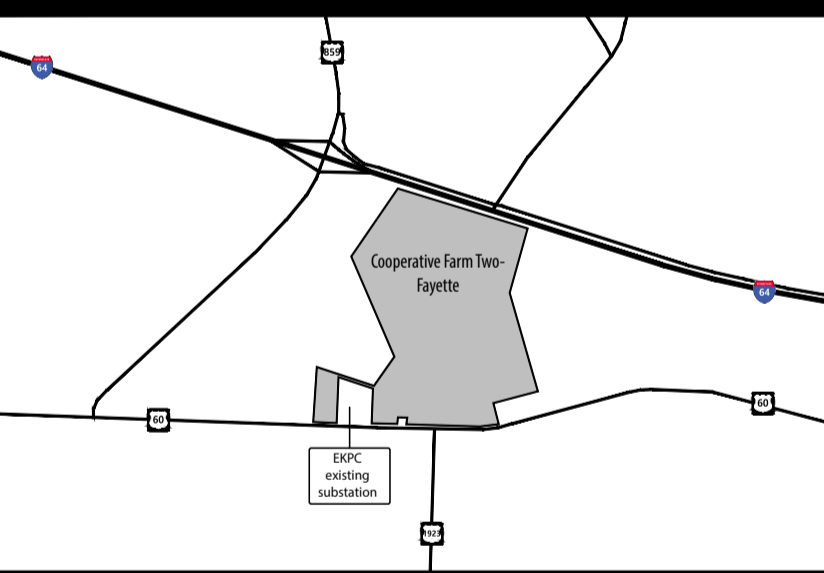 859
64
Cooperative Farm Two-
Fayette
64
60
60
EKPC
existing
substation
1923